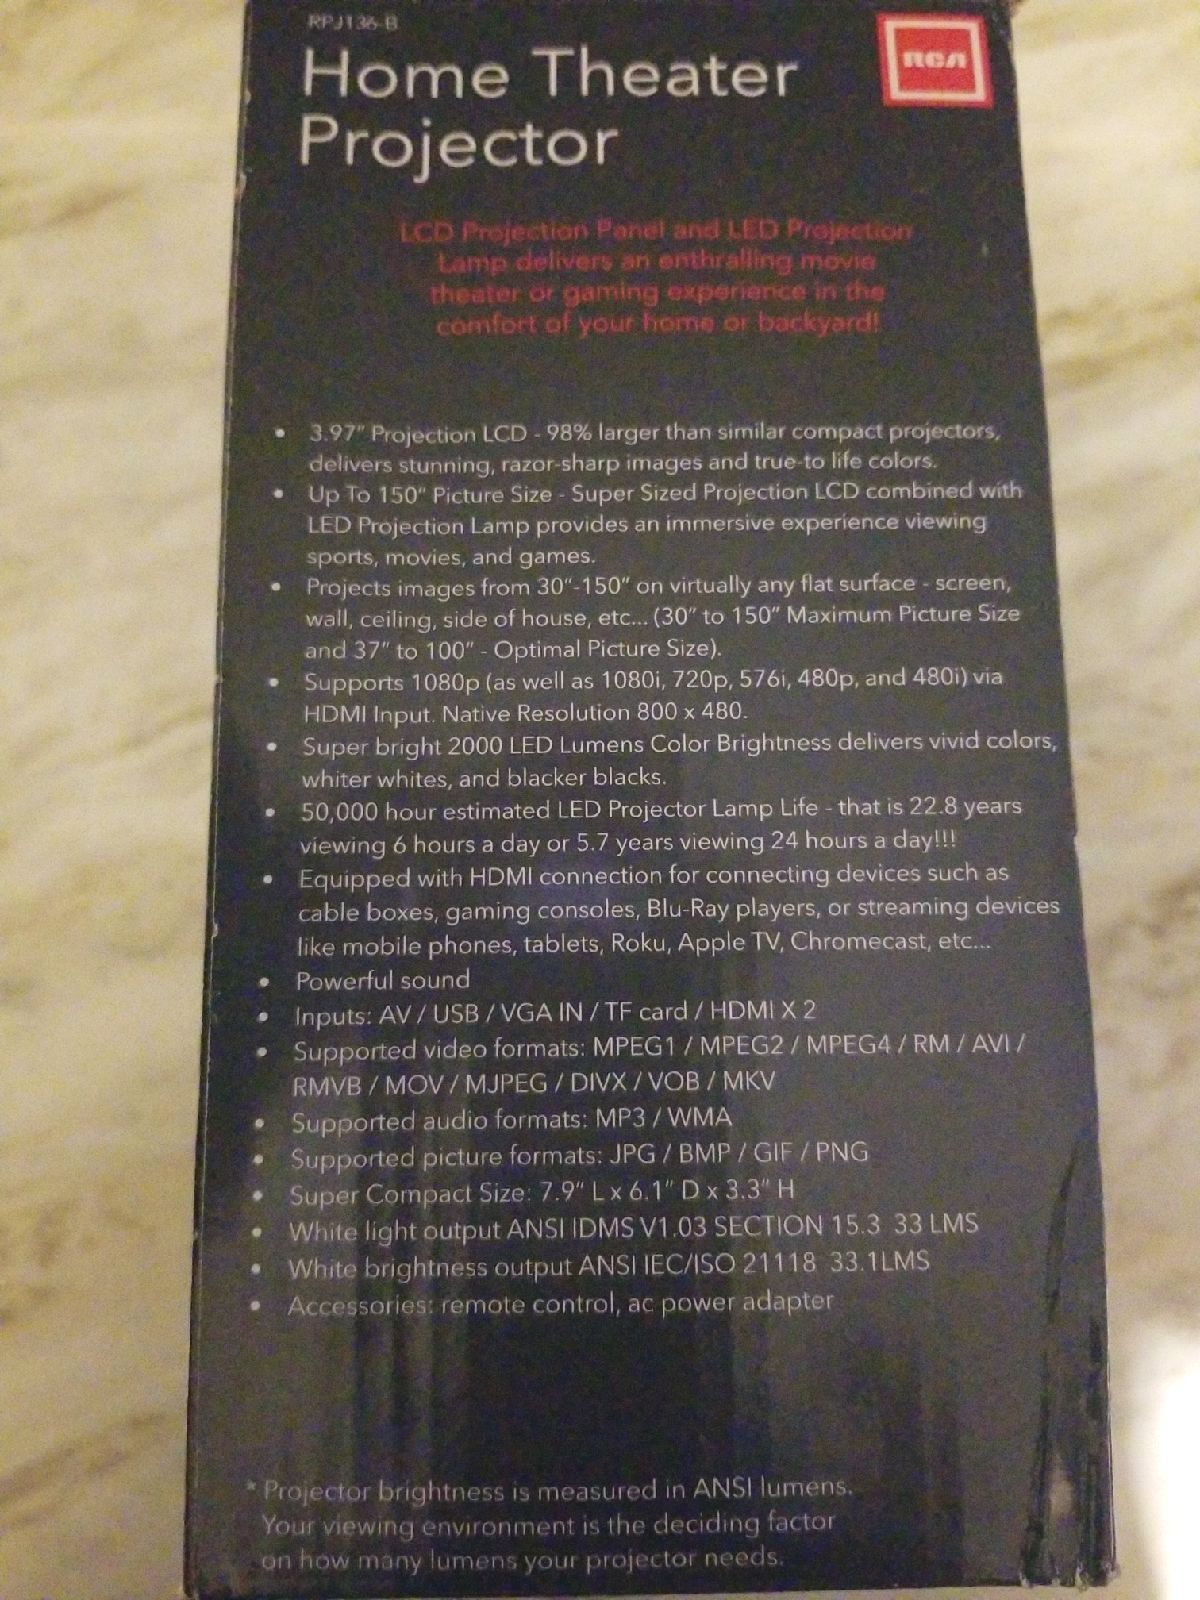 RPJ136-B
Home Theater
Projector
RCA
LCD Projection Panel and LED Projection
Lamp delivers an enthralling movie
theater or gaming experience in the
comfort of your home or backyard!
• 3.97" Projection LCD - 98% larger than similar compact projectors,
delivers stunning, razor-sharp images and true-to life colors.
• Up To 150" Picture Size - Super Sized Projection LCD combined with
LED Projection Lamp provides an immersive experience viewing
sports, movies, and games.
• Projects images from 30"-150" on virtually any flat surface - screen,
wall, ceiling, side of house, etc... (30" to 150" Maximum Picture Size
and 37" to 100" - Optimal Picture Size).
• Supports 1080p (as well as 1080i, 720p, 576i, 480p, and 480i) via
HDMI Input. Native Resolution 800 x 480.
• Super bright 2000 LED Lumens Color Brightness delivers vivid colors,
whiter whites, and blacker blacks.
• 50,000 hour estimated LED Projector Lamp Life - that is 22.8 years
viewing 6 hours a day or 5.7 years viewing 24 hours a day!!!
• Equipped with HDMI connection for connecting devices such as
cable boxes, gaming consoles, Blu-Ray players, or streaming devices
like mobile phones, tablets, Roku, Apple TV, Chromecast, etc...
• Powerful sound
• Inputs: AV / USB / VGA IN / TF card / HDMI X 2
• Supported video formats: MPEG1 / MPEG2 / MPEG4 / RM / AVI /
RMVB / MOV / MJPEG / DIVX / VOB / MKV
• Supported audio formats: MP3 / WMA
• Supported picture formats: JPG / BMP / GIF / PNG
• Super Compact Size: 7.9" L x 6.1" D x 3.3" H
• White light output ANSI IDMS V1.03 SECTION 15.3 33 LMS
• White brightness output ANSI IEC/ISO 21118 33.1LMS
• Accessories: remote control, ac power adapter
* Projector brightness is measured in ANSI lumens.
Your viewing environment is the deciding factor
on how many lumens your projector needs.